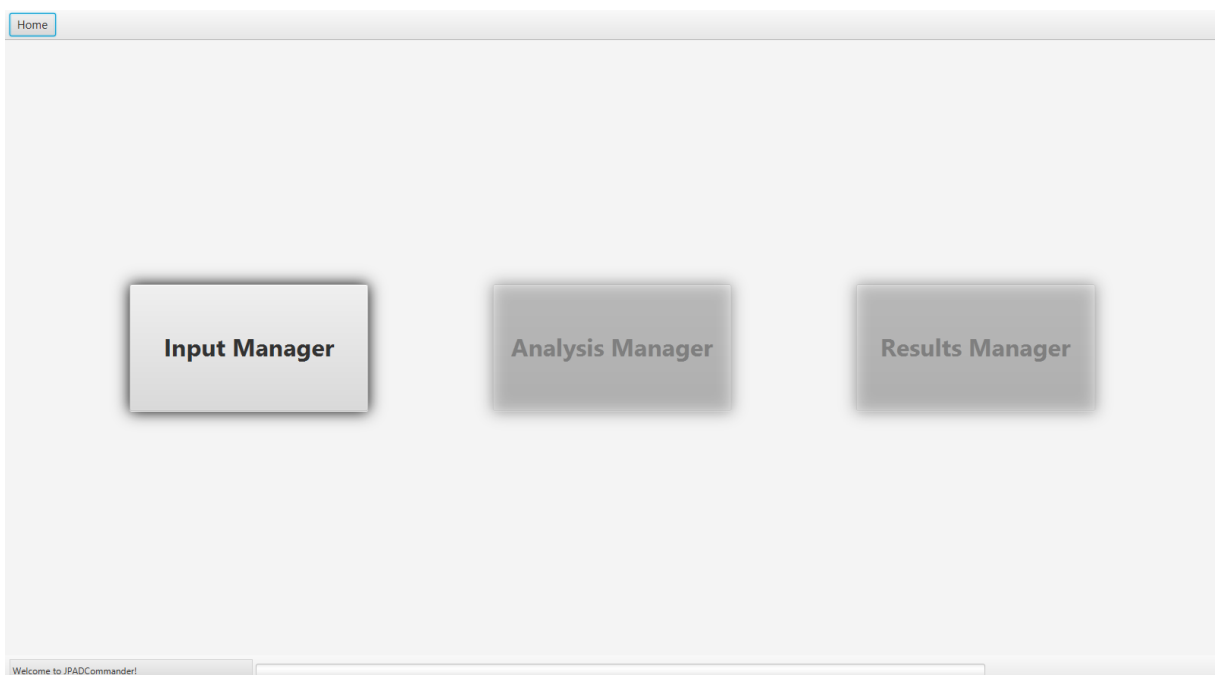 Home
Input Manager
Analysis Manager
Results Manager
Welcome to JPADCommander!